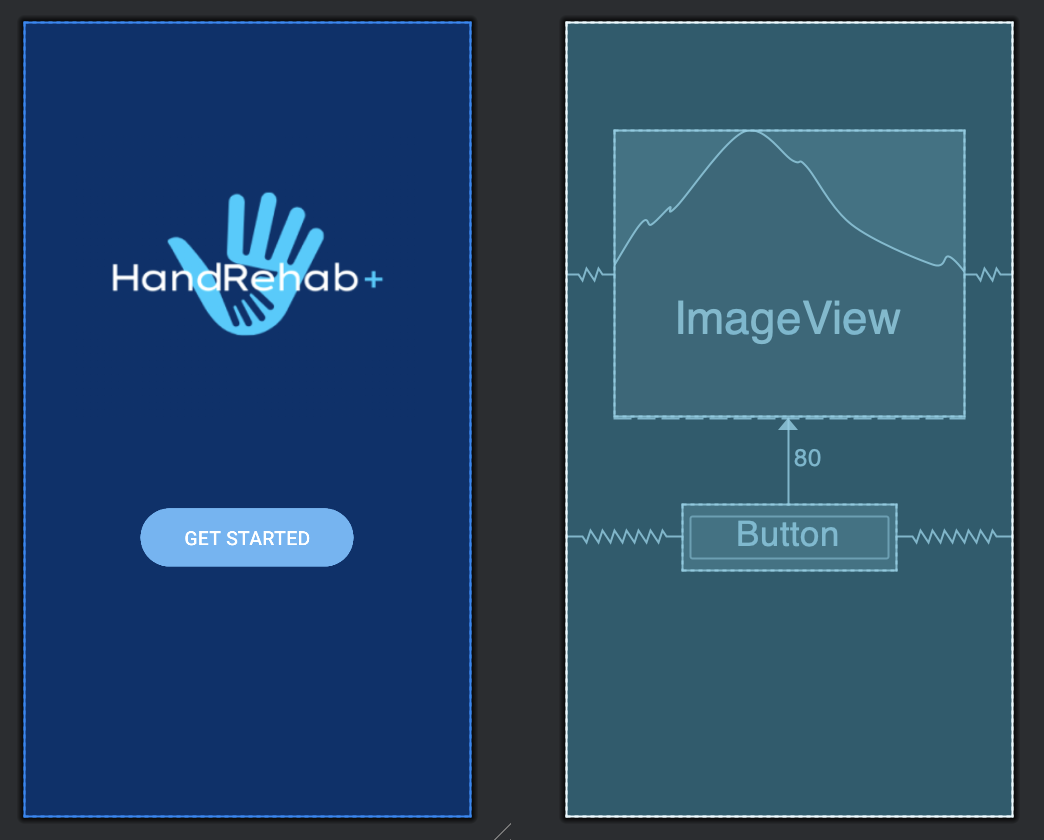 HandRehab+
GET STARTED
ImageView
80
Button